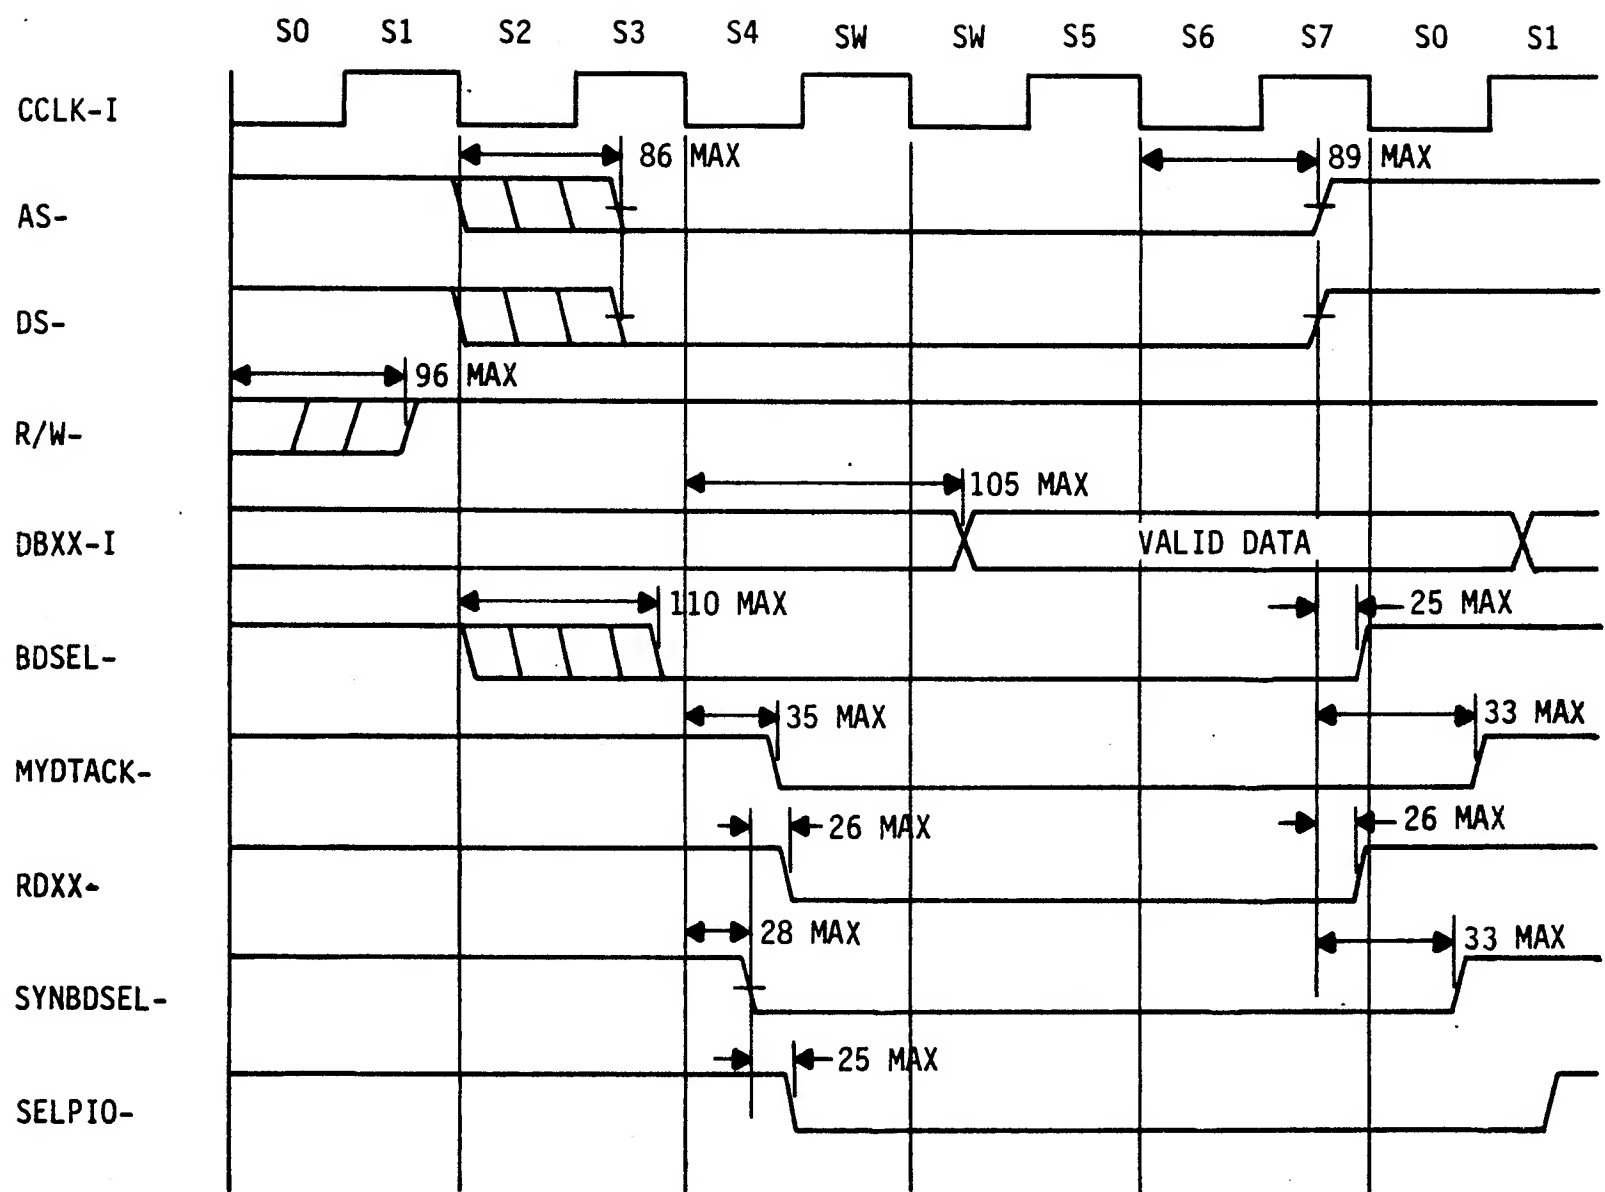 S0 S1 S2 S3 S4 SW SW S5 S6 S7 S0 S1
CCLK-I
86 MAX 89 MAX
AS-
DS-
96 MAX
R/W-
105 MAX
DBXX-I VALID DATA
110 MAX 25 MAX
BDSEL-
35 MAX 33 MAX
MYDTACK-
26 MAX 26 MAX
RDXX-
28 MAX 33 MAX
SYNBDSEL-
25 MAX
SELPIO-